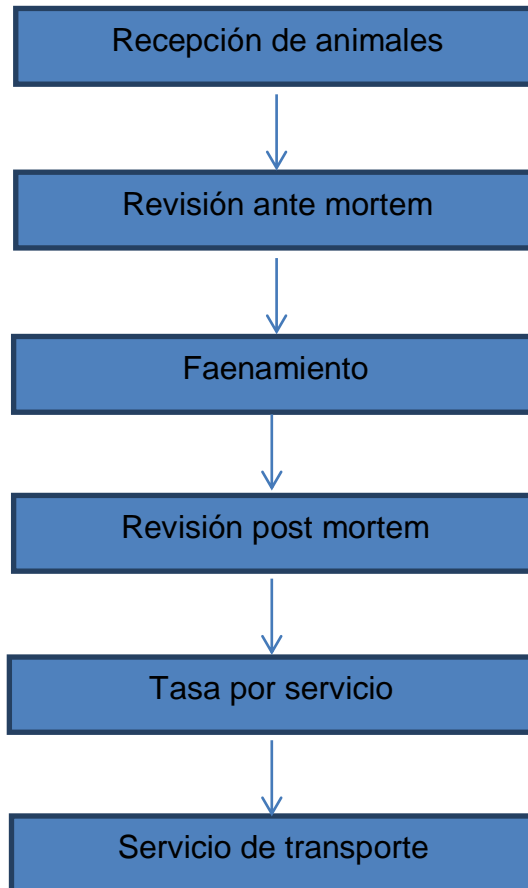 Recepción de animales
Revisión ante mortem
Faenamiento
Revisión post mortem
Tasa por servicio
Servicio de transporte